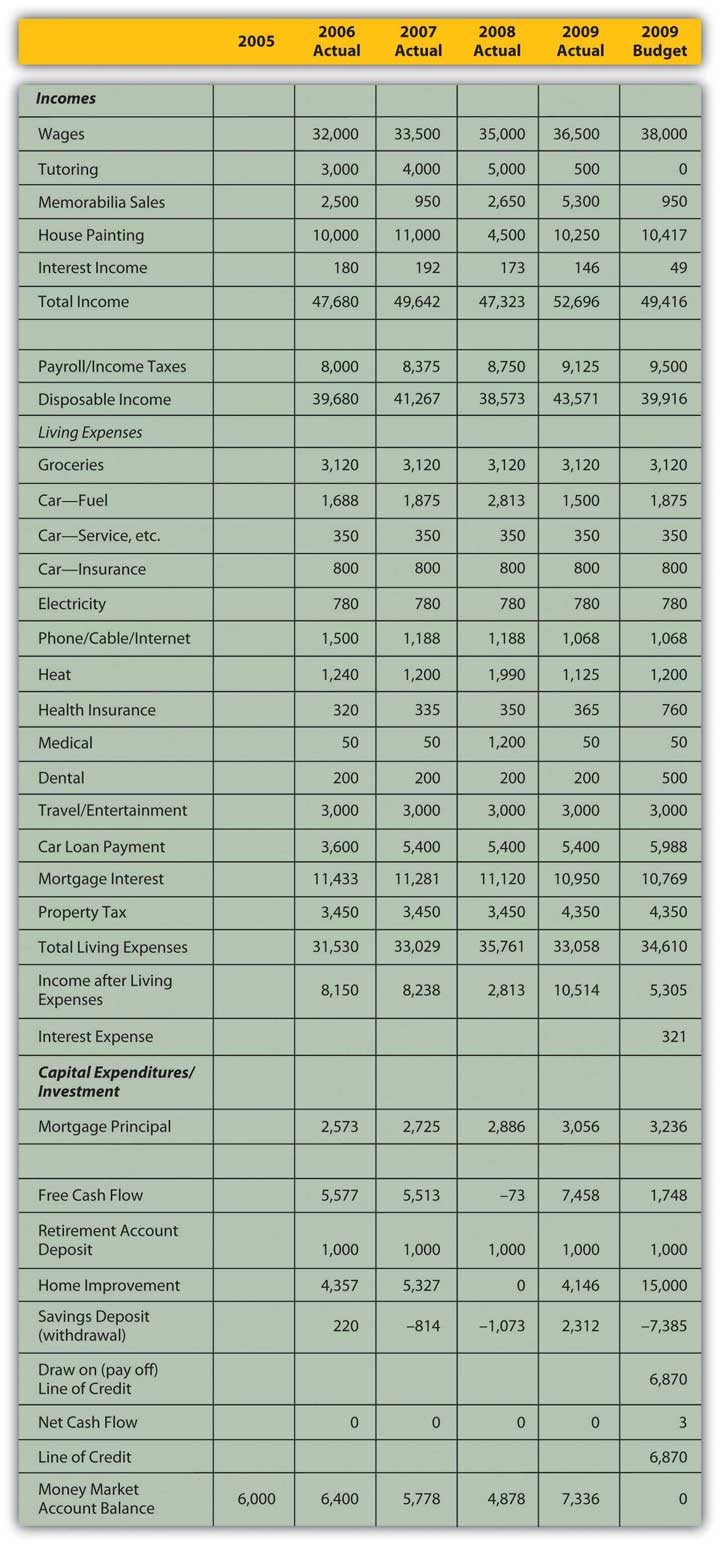 2005 2006 Actual 2007 Actual 2008 Actual 2009 Actual 2009 Budget
Incomes
Wages 32,000 33,500 35,000 36,500 38,000
Tutoring 3,000 4,000 5,000 500 0
Memorabilia Sales 2,500 950 2,650 5,300 950
House Painting 10,000 11,000 4,500 10,250 10,417
Interest Income 180 192 173 146 49
Total Income 47,680 49,642 47,323 52,696 49,416
Payroll/Income Taxes 8,000 8,375 8,750 9,125 9,500
Disposable Income 39,680 41,267 38,573 43,571 39,916
Living Expenses
Groceries 3,120 3,120 3,120 3,120 3,120
Car—Fuel 1,688 1,875 2,813 1,500 1,875
Car—Service, etc. 350 350 350 350 350
Car—Insurance 800 800 800 800 800
Electricity 780 780 780 780 780
Phone/Cable/Internet 1,500 1,188 1,188 1,068 1,068
Heat 1,240 1,200 1,990 1,125 1,200
Health Insurance 320 335 350 365 760
Medical 50 50 1,200 50 50
Dental 200 200 200 200 500
Travel/Entertainment 3,000 3,000 3,000 3,000 3,000
Car Loan Payment 3,600 5,400 5,400 5,400 5,988
Mortgage Interest 11,433 11,281 11,120 10,950 10,769
Property Tax 3,450 3,450 3,450 4,350 4,350
Total Living Expenses 31,530 33,029 35,761 33,058 34,610
Income after Living
Expenses 8,150 8,238 2,813 10,514 5,305
Interest Expense 321
Capital Expenditures/
Investment
Mortgage Principal 2,573 2,725 2,886 3,056 3,236
Free Cash Flow 5,577 5,513 –73 7,458 1,748
Retirement Account
Deposit 1,000 1,000 1,000 1,000 1,000
Home Improvement 4,357 5,327 0 4,146 15,000
Savings Deposit
(withdrawal) 220 –814 –1,073 2,312 –7,385
Draw on (pay off)
Line of Credit 6,870
Net Cash Flow 0 0 0 0 3
Line of Credit 6,870
Money Market
Account Balance 6,000 6,400 5,778 4,878 7,336 0